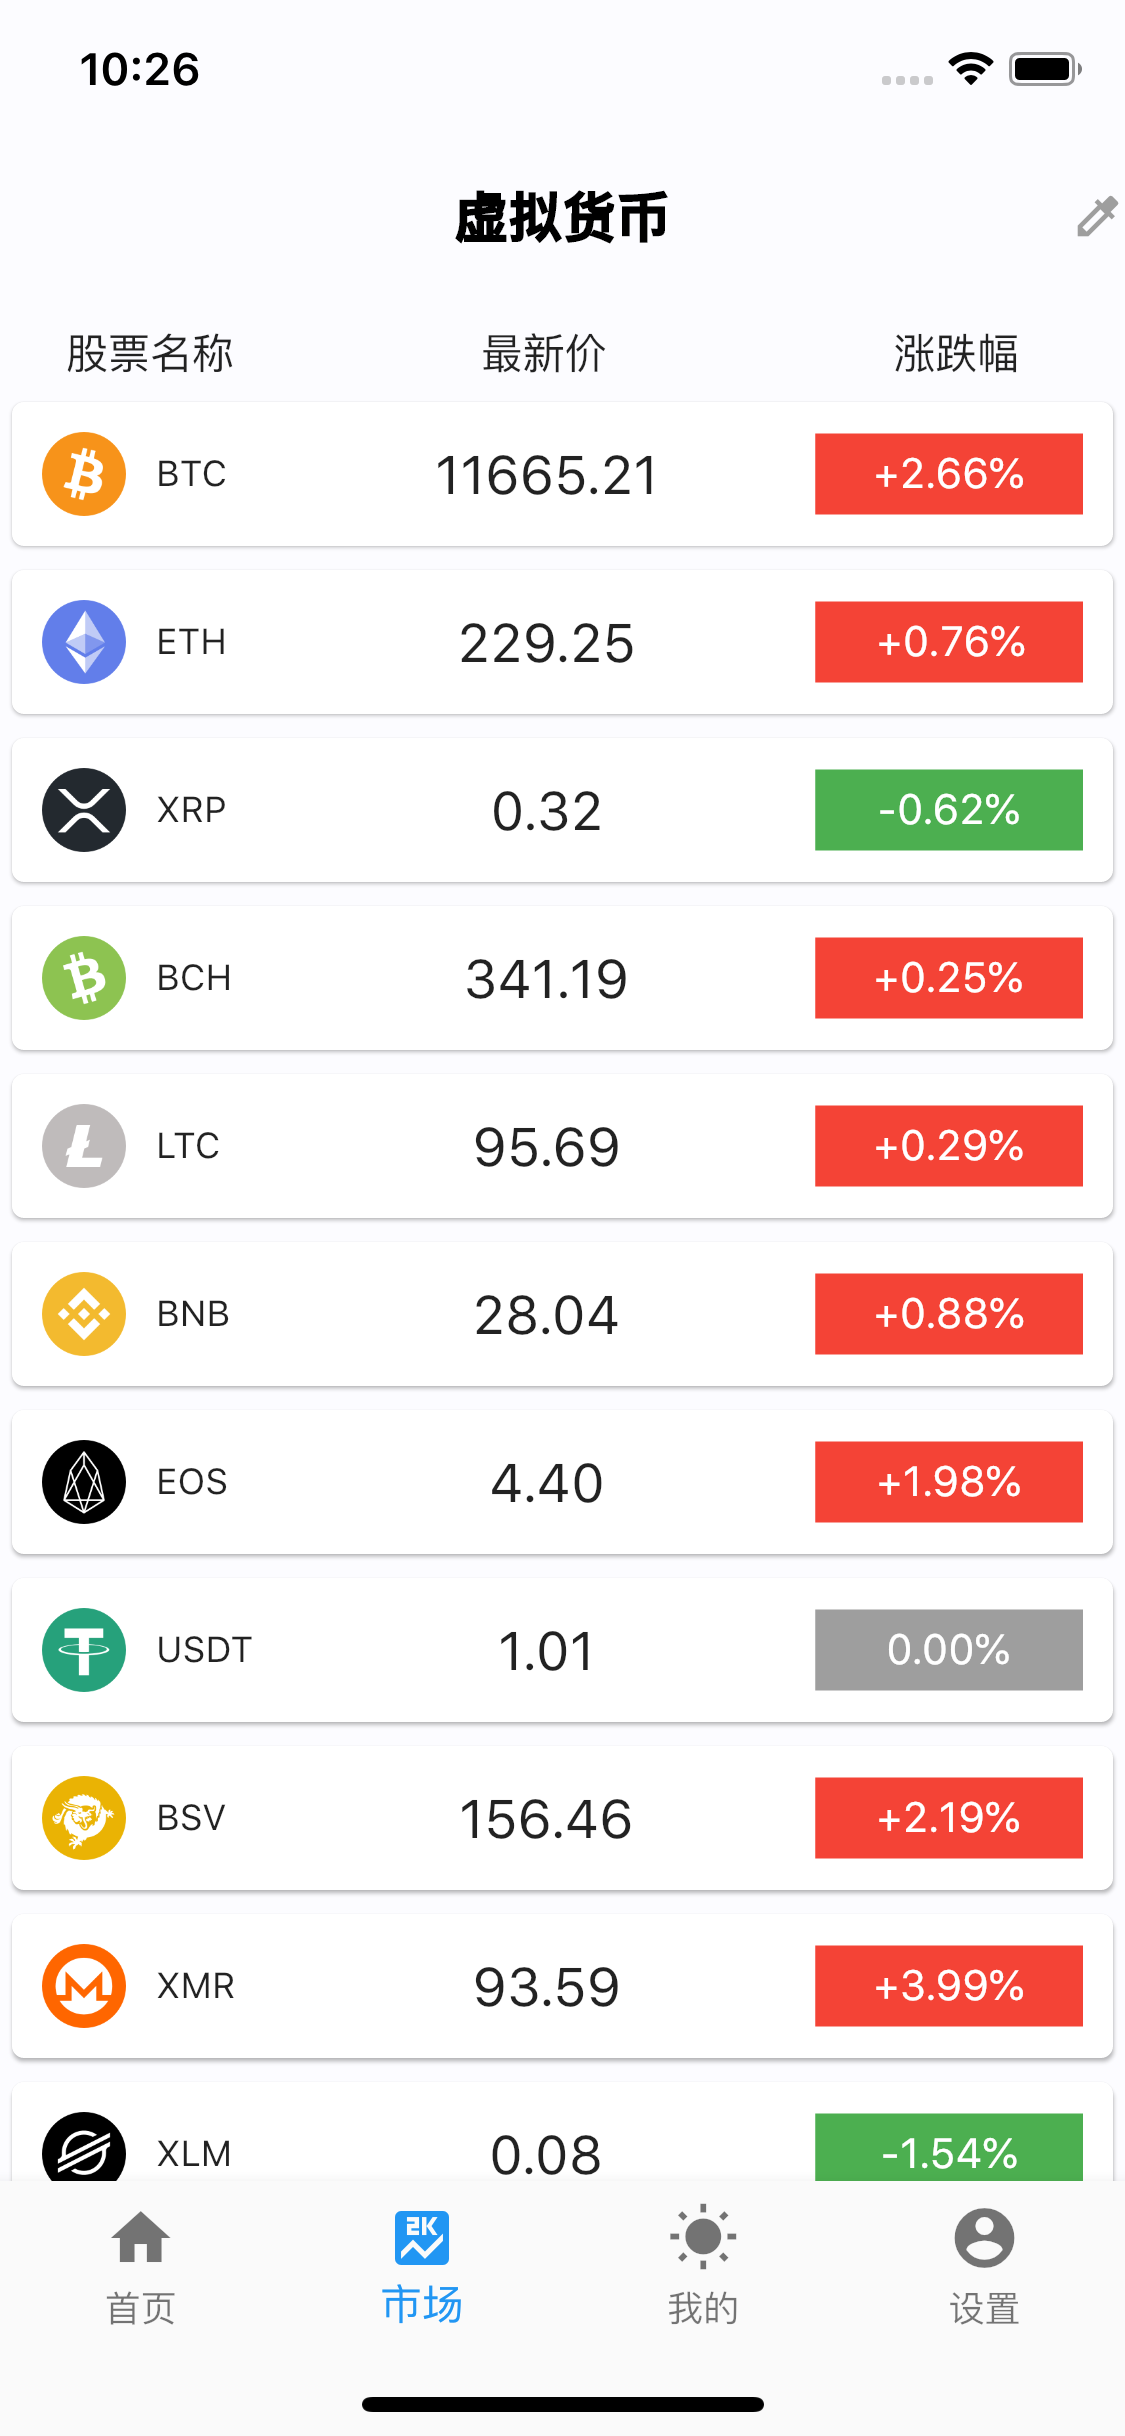 10:26
虚拟货币
股票名称 最新价 涨跌幅
BTC 11665.21 +2.66%
ETH 229.25 +0.76%
XRP 0.32 -0.62%
BCH 341.19 +0.25%
LTC 95.69 +0.29%
BNB 28.04 +0.88%
EOS 4.40 +1.98%
USDT 1.01 0.00%
BSV 156.46 +2.19%
XMR 93.59 +3.99%
XLM 0.08 -1.54%
首页 市场 我的 设置